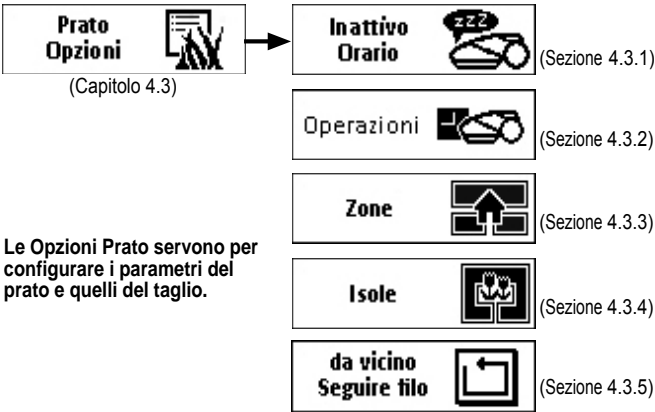 Prato
Opzioni
(Capitolo 4.3)
Inattivo
Orario
zzz
(Sezione 4.3.1)
Operazioni
(Sezione 4.3.2)
Zone
(Sezione 4.3.3)
Le Opzioni Prato servono per
configurare i parametri del
prato e quelli del taglio.
Isole
(Sezione 4.3.4)
da vicino
Seguire filo
(Sezione 4.3.5)